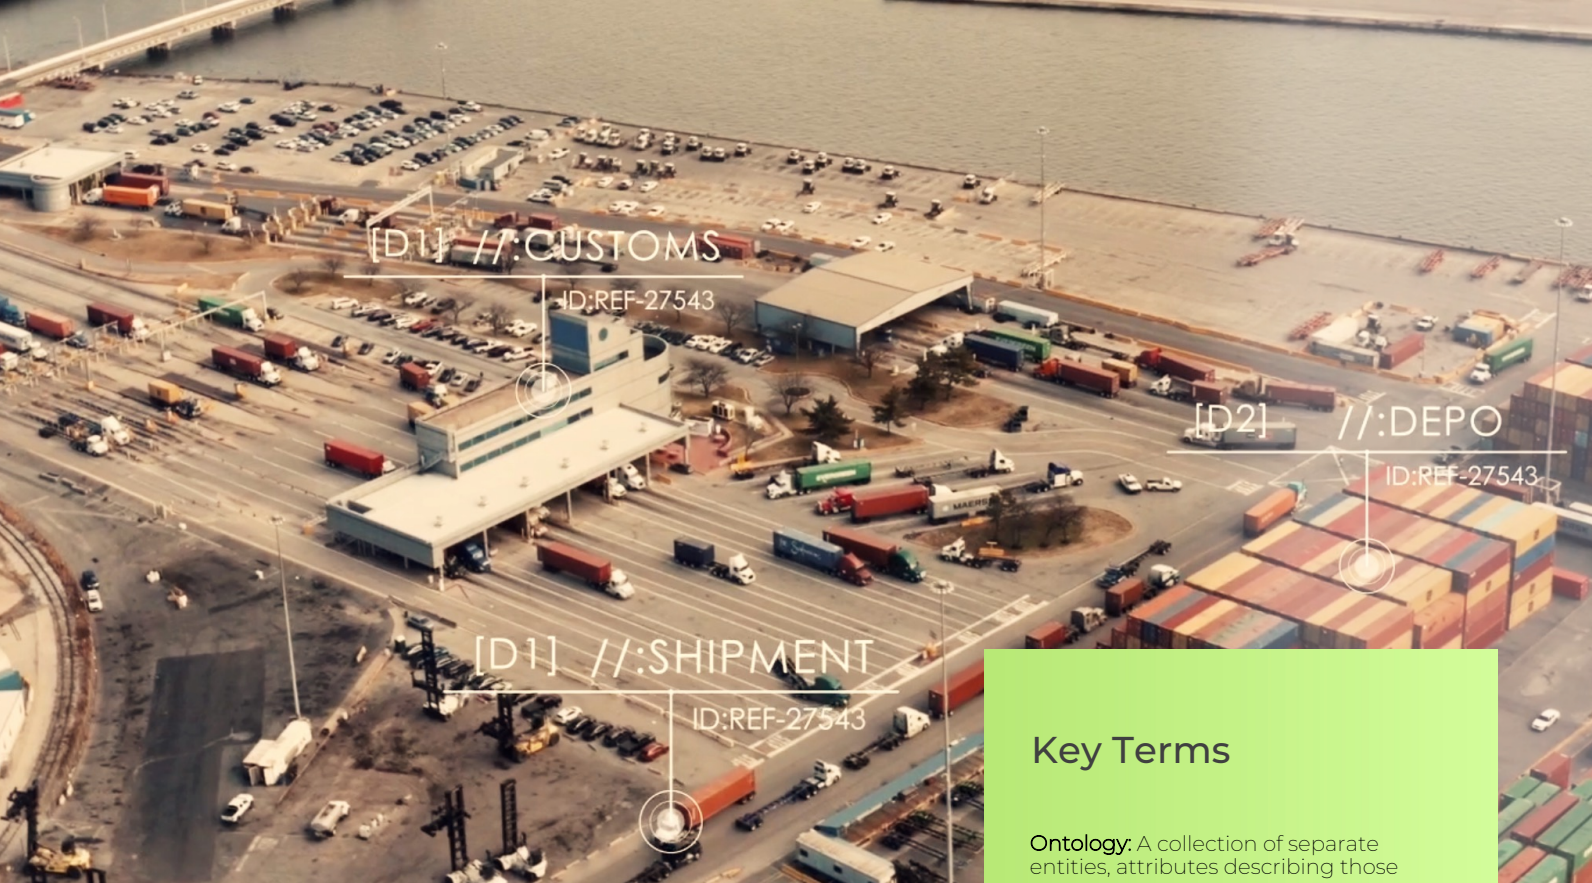 [D1] //:CUSTOMS
ID:REF-27543
[D2] //:DEPO
ID:REF-27543
[D1] //:SHIPMENT
ID:REF-27543
MAERS
Key Terms
Ontology: A collection of separate
entities, attributes describing those